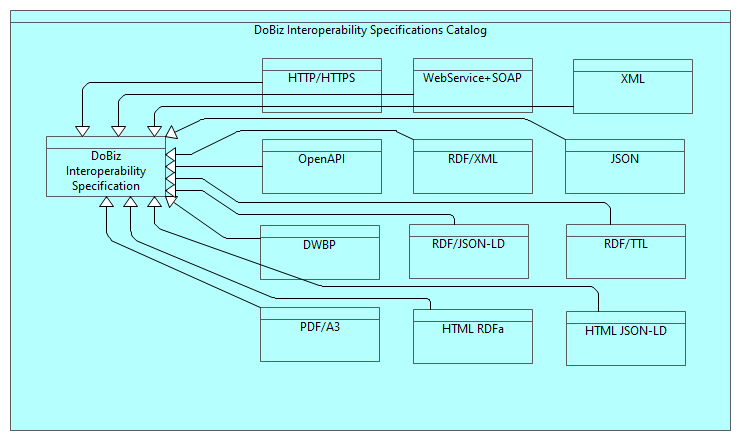 DoBiz Interoperability Specifications Catalog
HTTP/HTTPS
WebService+SOAP
XML
DoBiz
Interoperability
Specification
OpenAPI
RDF/XML
JSON
DWBP
RDF/JSON-LD
RDF/TTL
PDF/A3
HTML RDFa
HTML JSON-LD